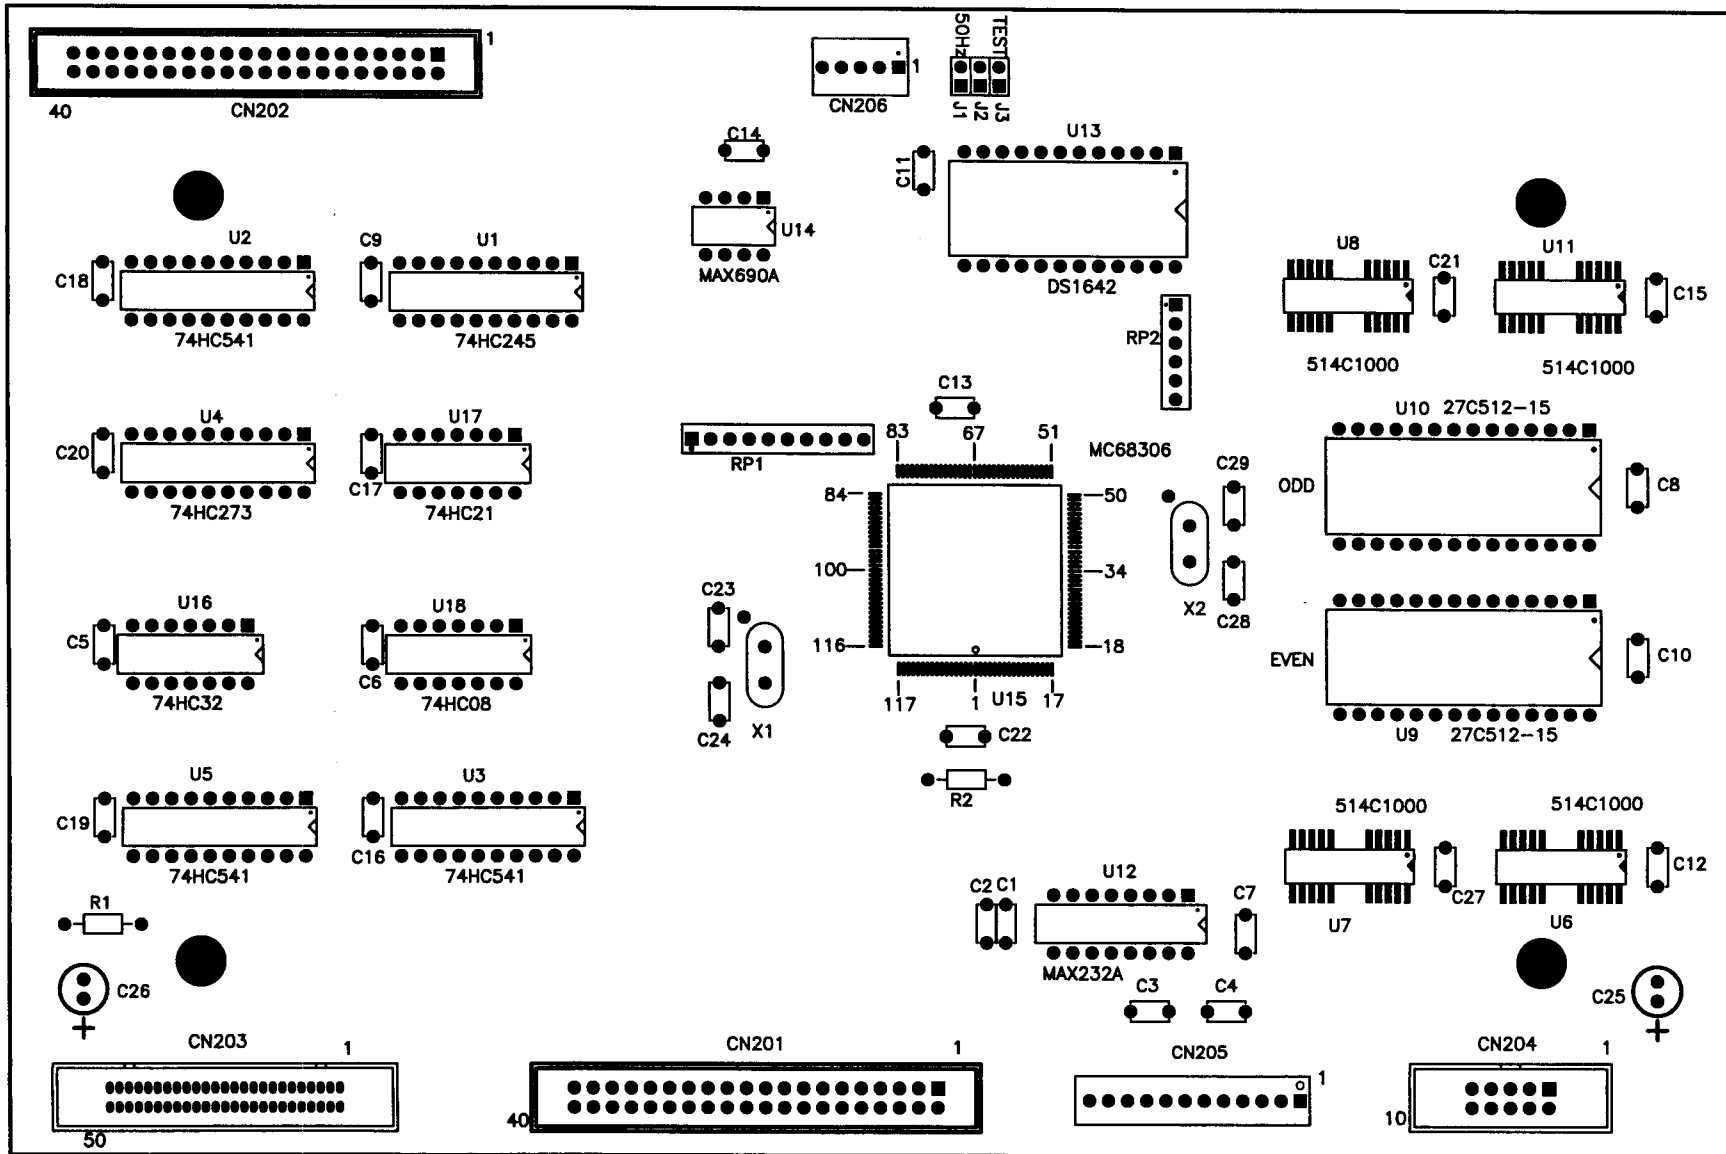 1
40
CN202
CN206
1
50Hz
TEST
J1
J2
J3
C14
C11
U13
DS1642
U14
MAX690A
U2
C18
74HC541
C9
U1
74HC245
U8
C21
514C1000
U11
C15
514C1000
RP2
C13
U4
C20
74HC273
U17
C17
74HC21
RP1
83
67
51
MC68306
84
50
100
34
116
18
117
1
U15
17
C29
X2
C28
U10 27C512-15
ODD
C8
EVEN
C10
U9 27C512-15
U16
C5
74HC32
U18
C6
74HC08
C23
C24
X1
C22
R2
U5
C19
74HC541
U3
C16
74HC541
514C1000
C27
U7
514C1000
C12
U6
R1
C26
+
C2
C1
U12
C7
MAX232A
C3
C4
C25
+
CN203
1
50
CN201
1
40
CN205
1
CN204
1
10